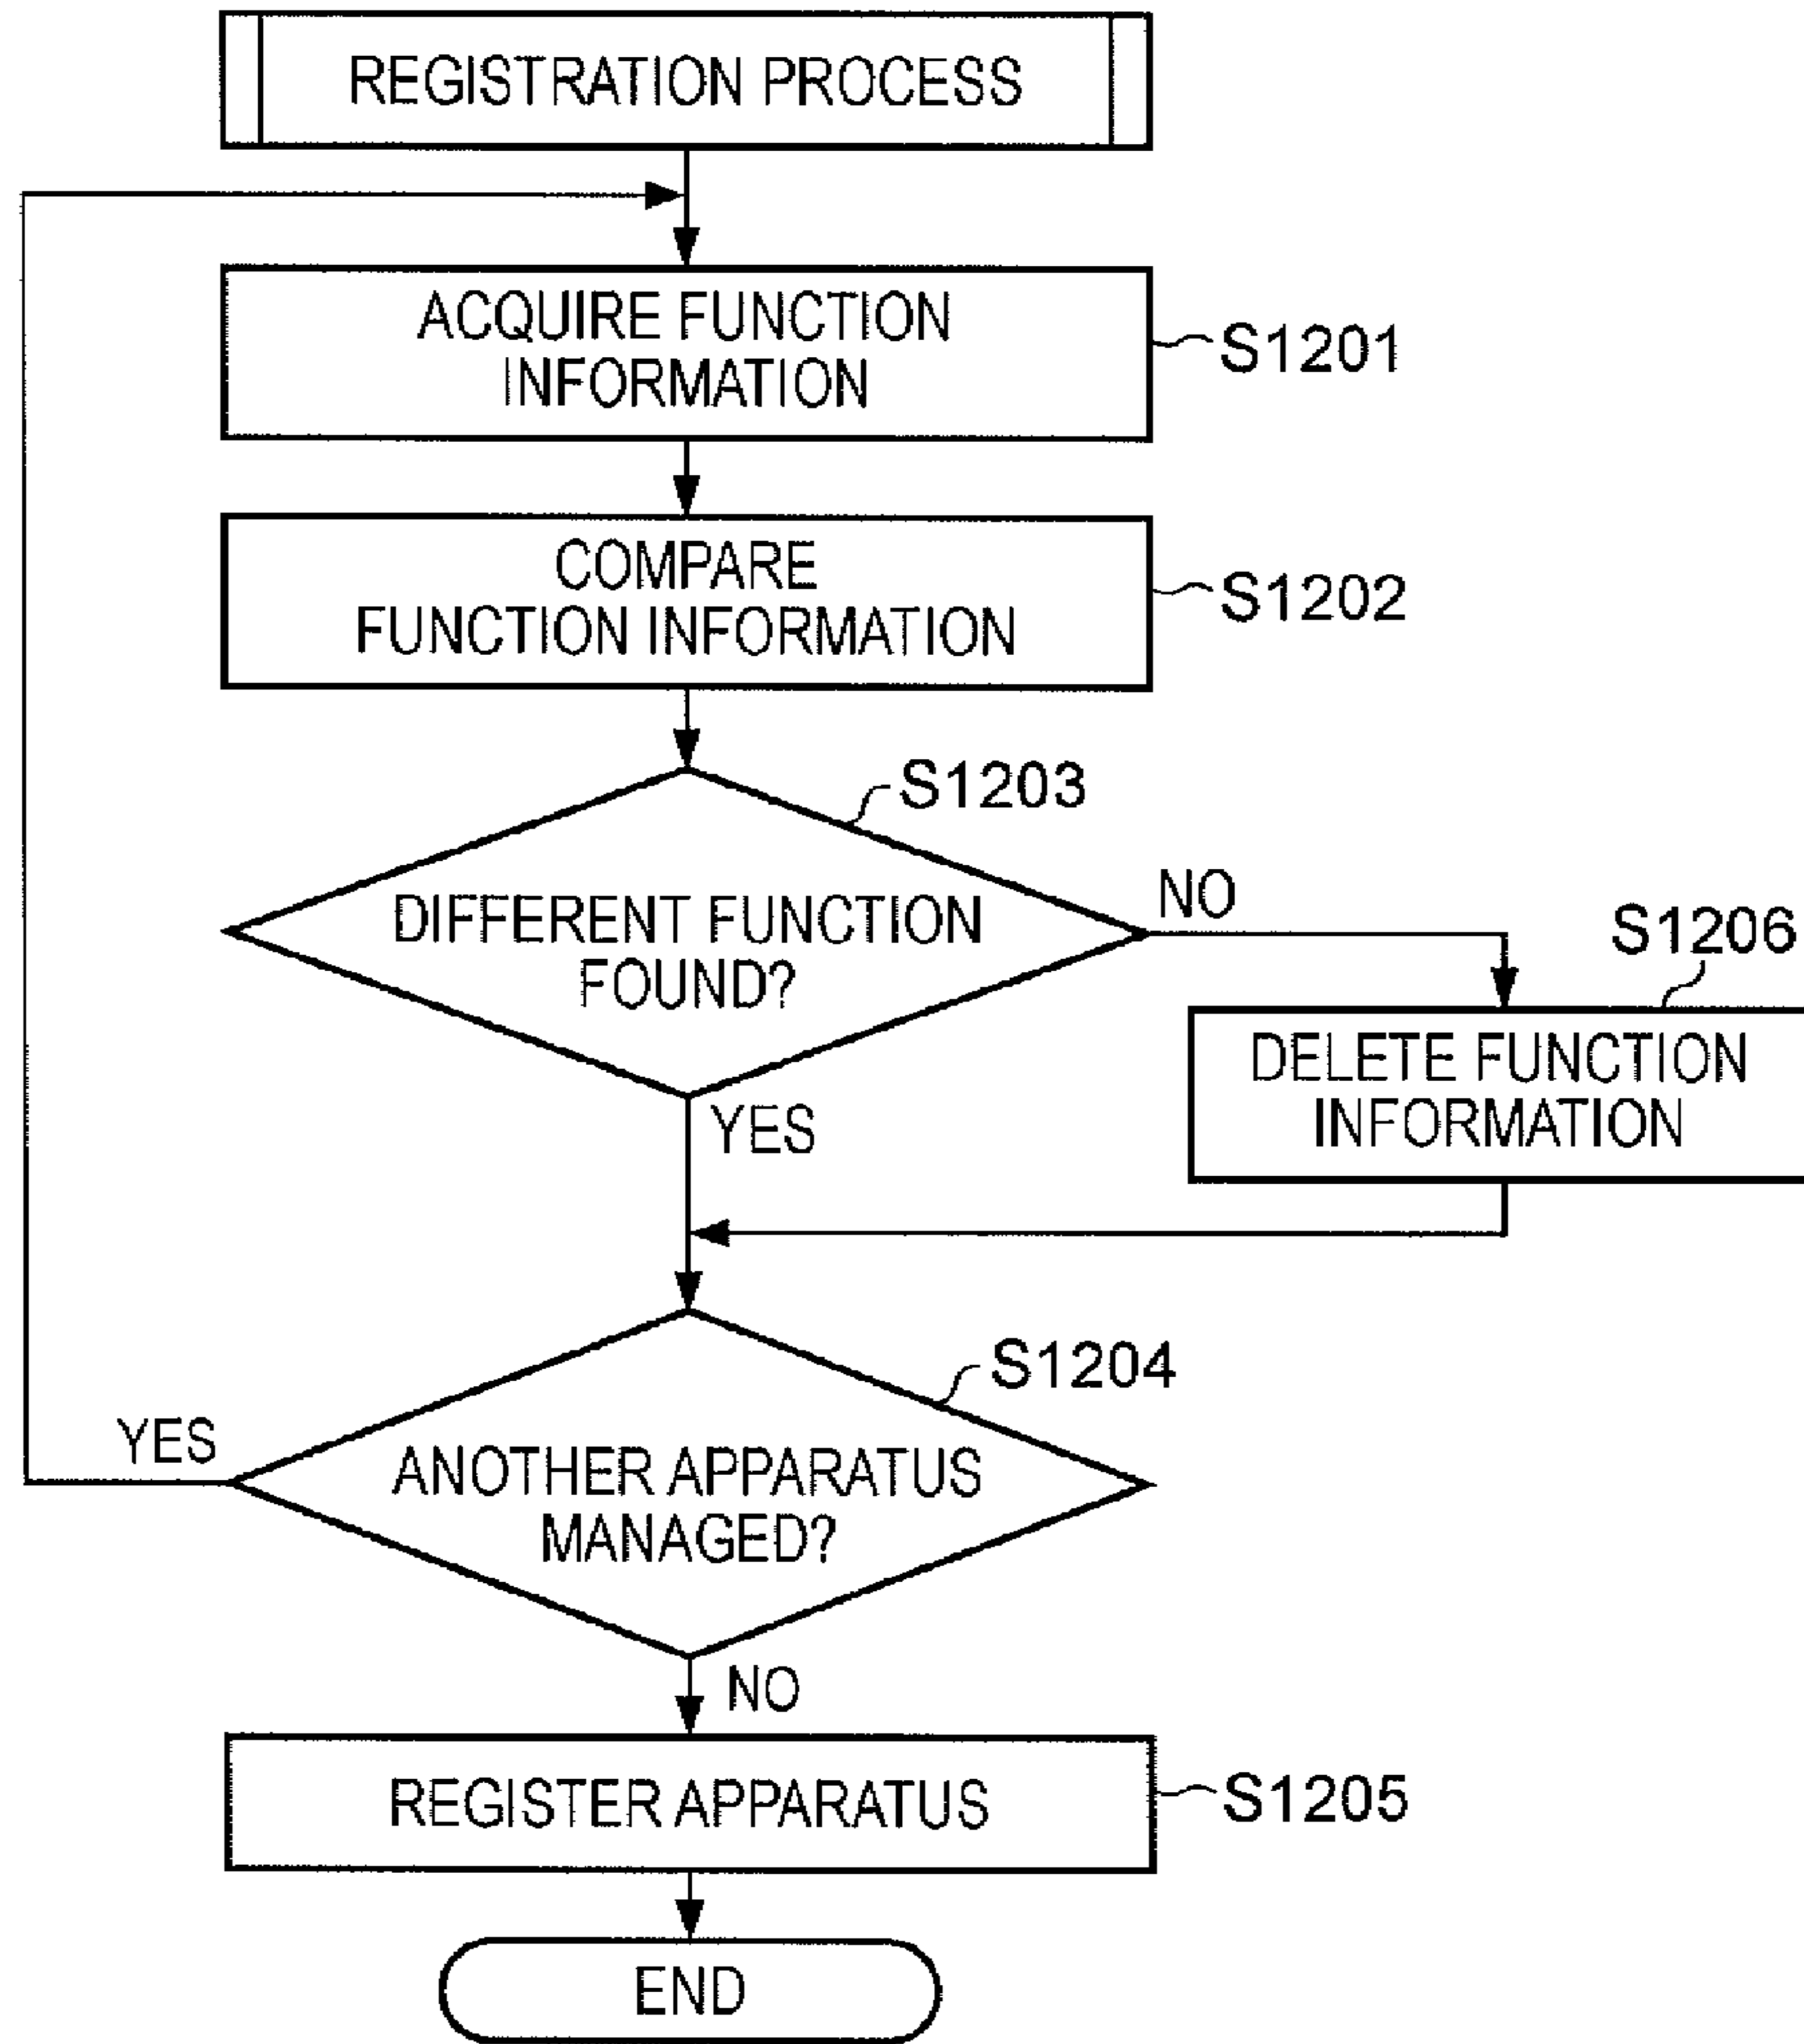 REGISTRATION PROCESS
ACQUIRE FUNCTION
INFORMATION
S1201
COMPARE
FUNCTION INFORMATION
S1202
S1203
DIFFERENT FUNCTION
FOUND?
NO
S1206
DELETE FUNCTION
INFORMATION
YES
S1204
YES
ANOTHER APPARATUS
MANAGED?
NO
REGISTER APPARATUS
S1205
END